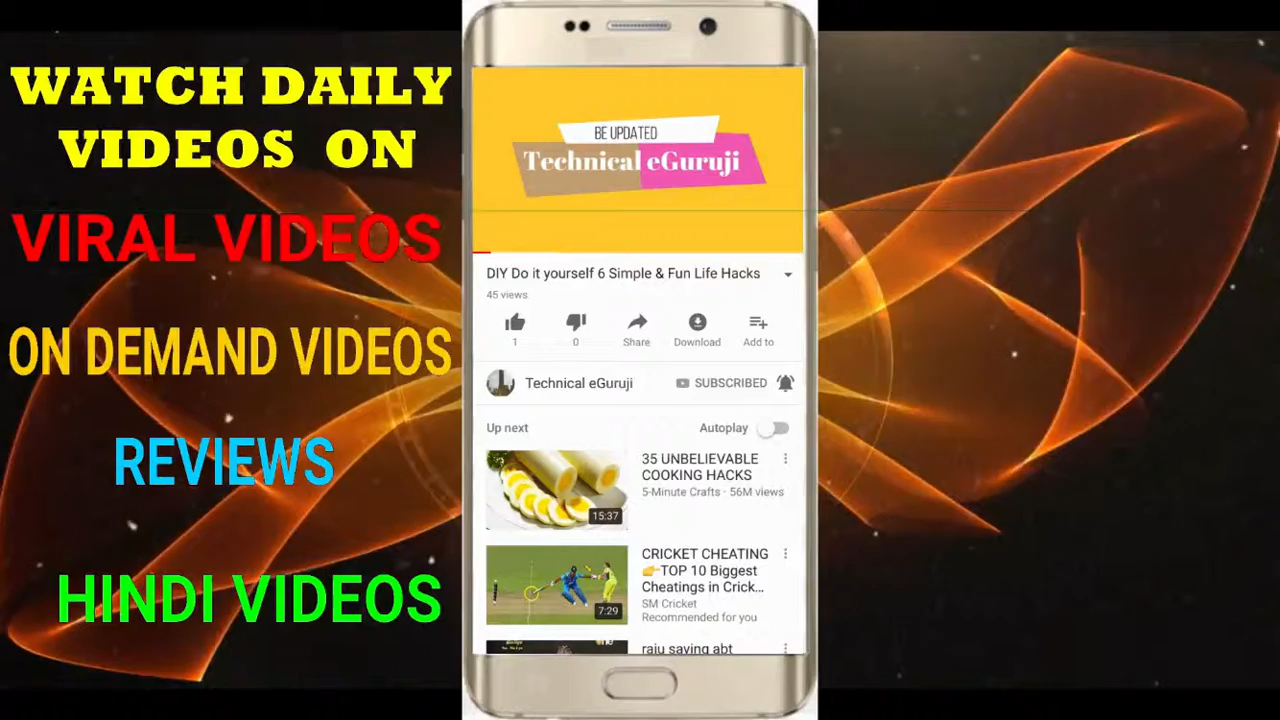 WATCH DAILY
VIDEOS ON
VIRAL VIDEOS
ON DEMAND VIDEOS
REVIEWS
HINDI VIDEOS
BE UPDATED
Technical eGuruji
DIY Do it yourself 6 Simple & Fun Life Hacks
45 views
1
0
Share
Download
Add to
Technical eGuruji
SUBSCRIBED
Up next
Autoplay
35 UNBELIEVABLE
COOKING HACKS
5-Minute Crafts · 56M views
15:37
CRICKET CHEATING
👉TOP 10 Biggest
Cheatings in Crick...
SM Cricket
Recommended for you
7:29
raju saying abt